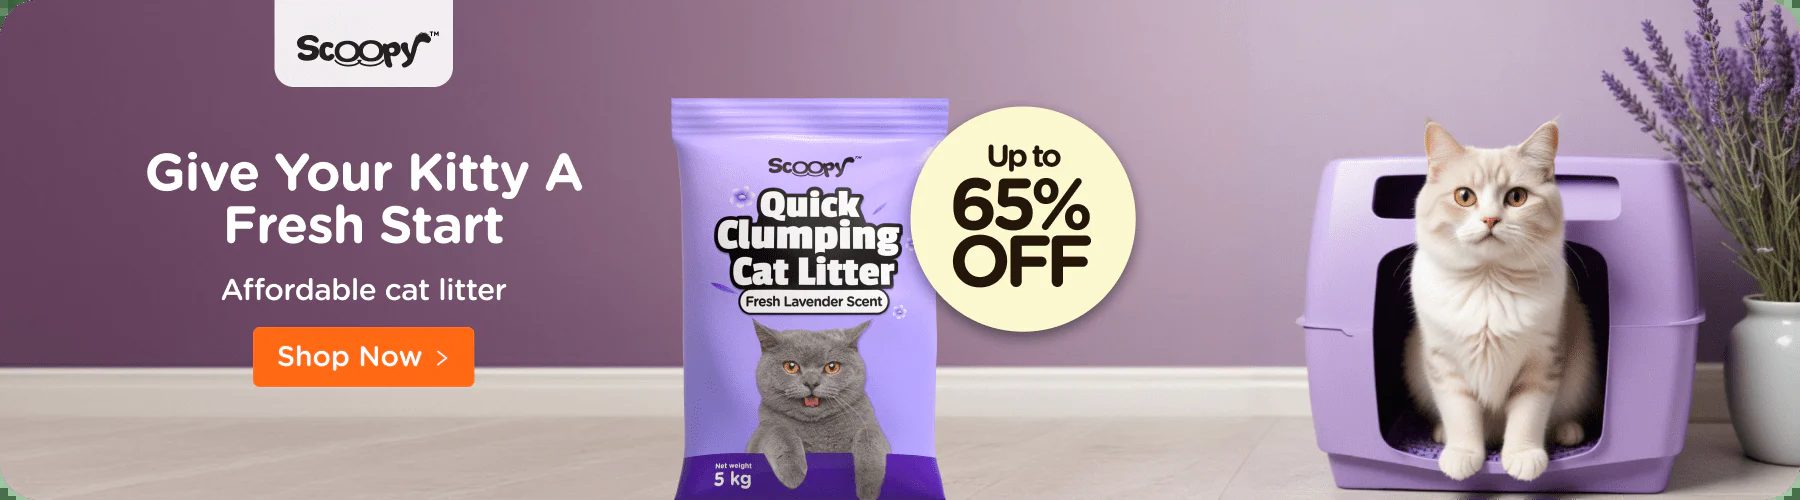 Scoopy™
Give Your Kitty A
Fresh Start
Affordable cat litter
Shop Now >
Scoopy™
Quick
Clumping
Cat Litter
Fresh Lavender Scent
Net weight
5 kg
Up to
65%
OFF